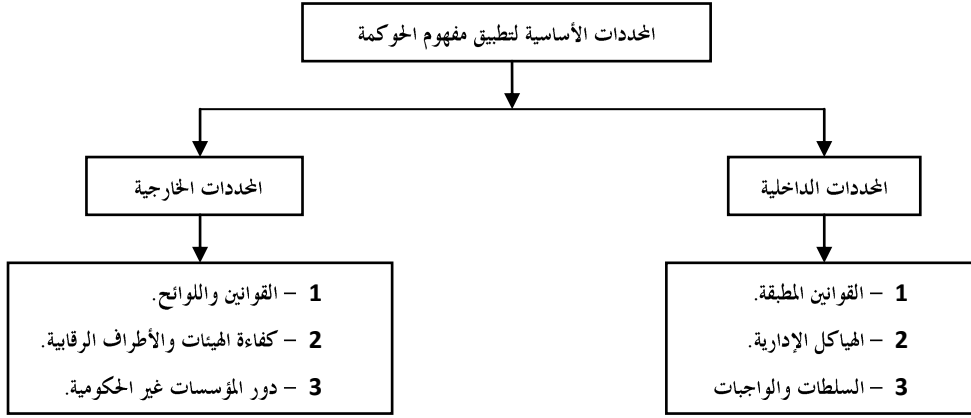 المحددات الأساسية لتطبيق مفهوم الحوكمة
المحددات الداخلية
المحددات الخارجية
1 – القوانين المطبقة.
2 – الهياكل الإدارية.
3 – السلطات والواجبات
1 – القوانين واللوائح.
2 – كفاءة الهيئات والأطراف الرقابية.
3 – دور المؤسسات غير الحكومية.